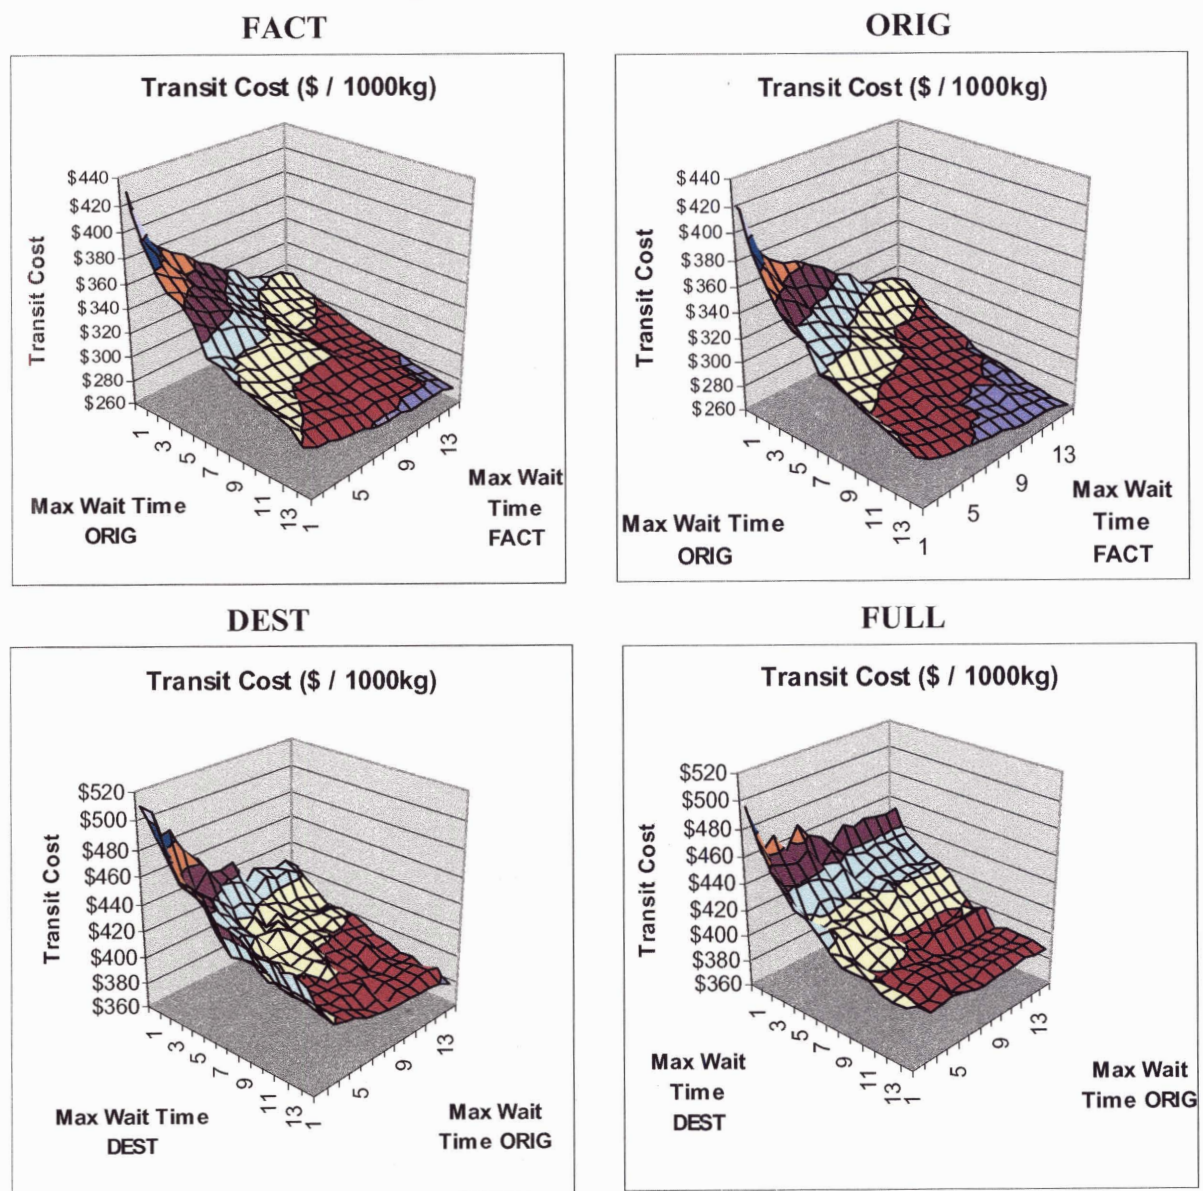 FACT
Transit Cost ($ / 1000kg)
$440
$420
$400
$380
$360
$340
$320
$300
$280
$260
Transit Cost
1
3
5
7
9
11
13
1
5
9
13
Max Wait Time
ORIG
Max Wait
Time
FACT
ORIG
Transit Cost ($ / 1000kg)
$440
$420
$400
$380
$360
$340
$320
$300
$280
$260
Transit Cost
1
3
5
7
9
11
13
1
5
9
13
Max Wait Time
ORIG
Max Wait
Time
FACT
DEST
Transit Cost ($ / 1000kg)
$520
$500
$480
$460
$440
$420
$400
$380
$360
Transit Cost
1
3
5
7
9
11
13
1
5
9
13
Max Wait Time
DEST
Max Wait
Time ORIG
FULL
Transit Cost ($ / 1000kg)
$520
$500
$480
$460
$440
$420
$400
$380
$360
Transit Cost
1
3
5
7
9
11
13
1
5
9
13
Max Wait
Time
DEST
Max Wait
Time ORIG